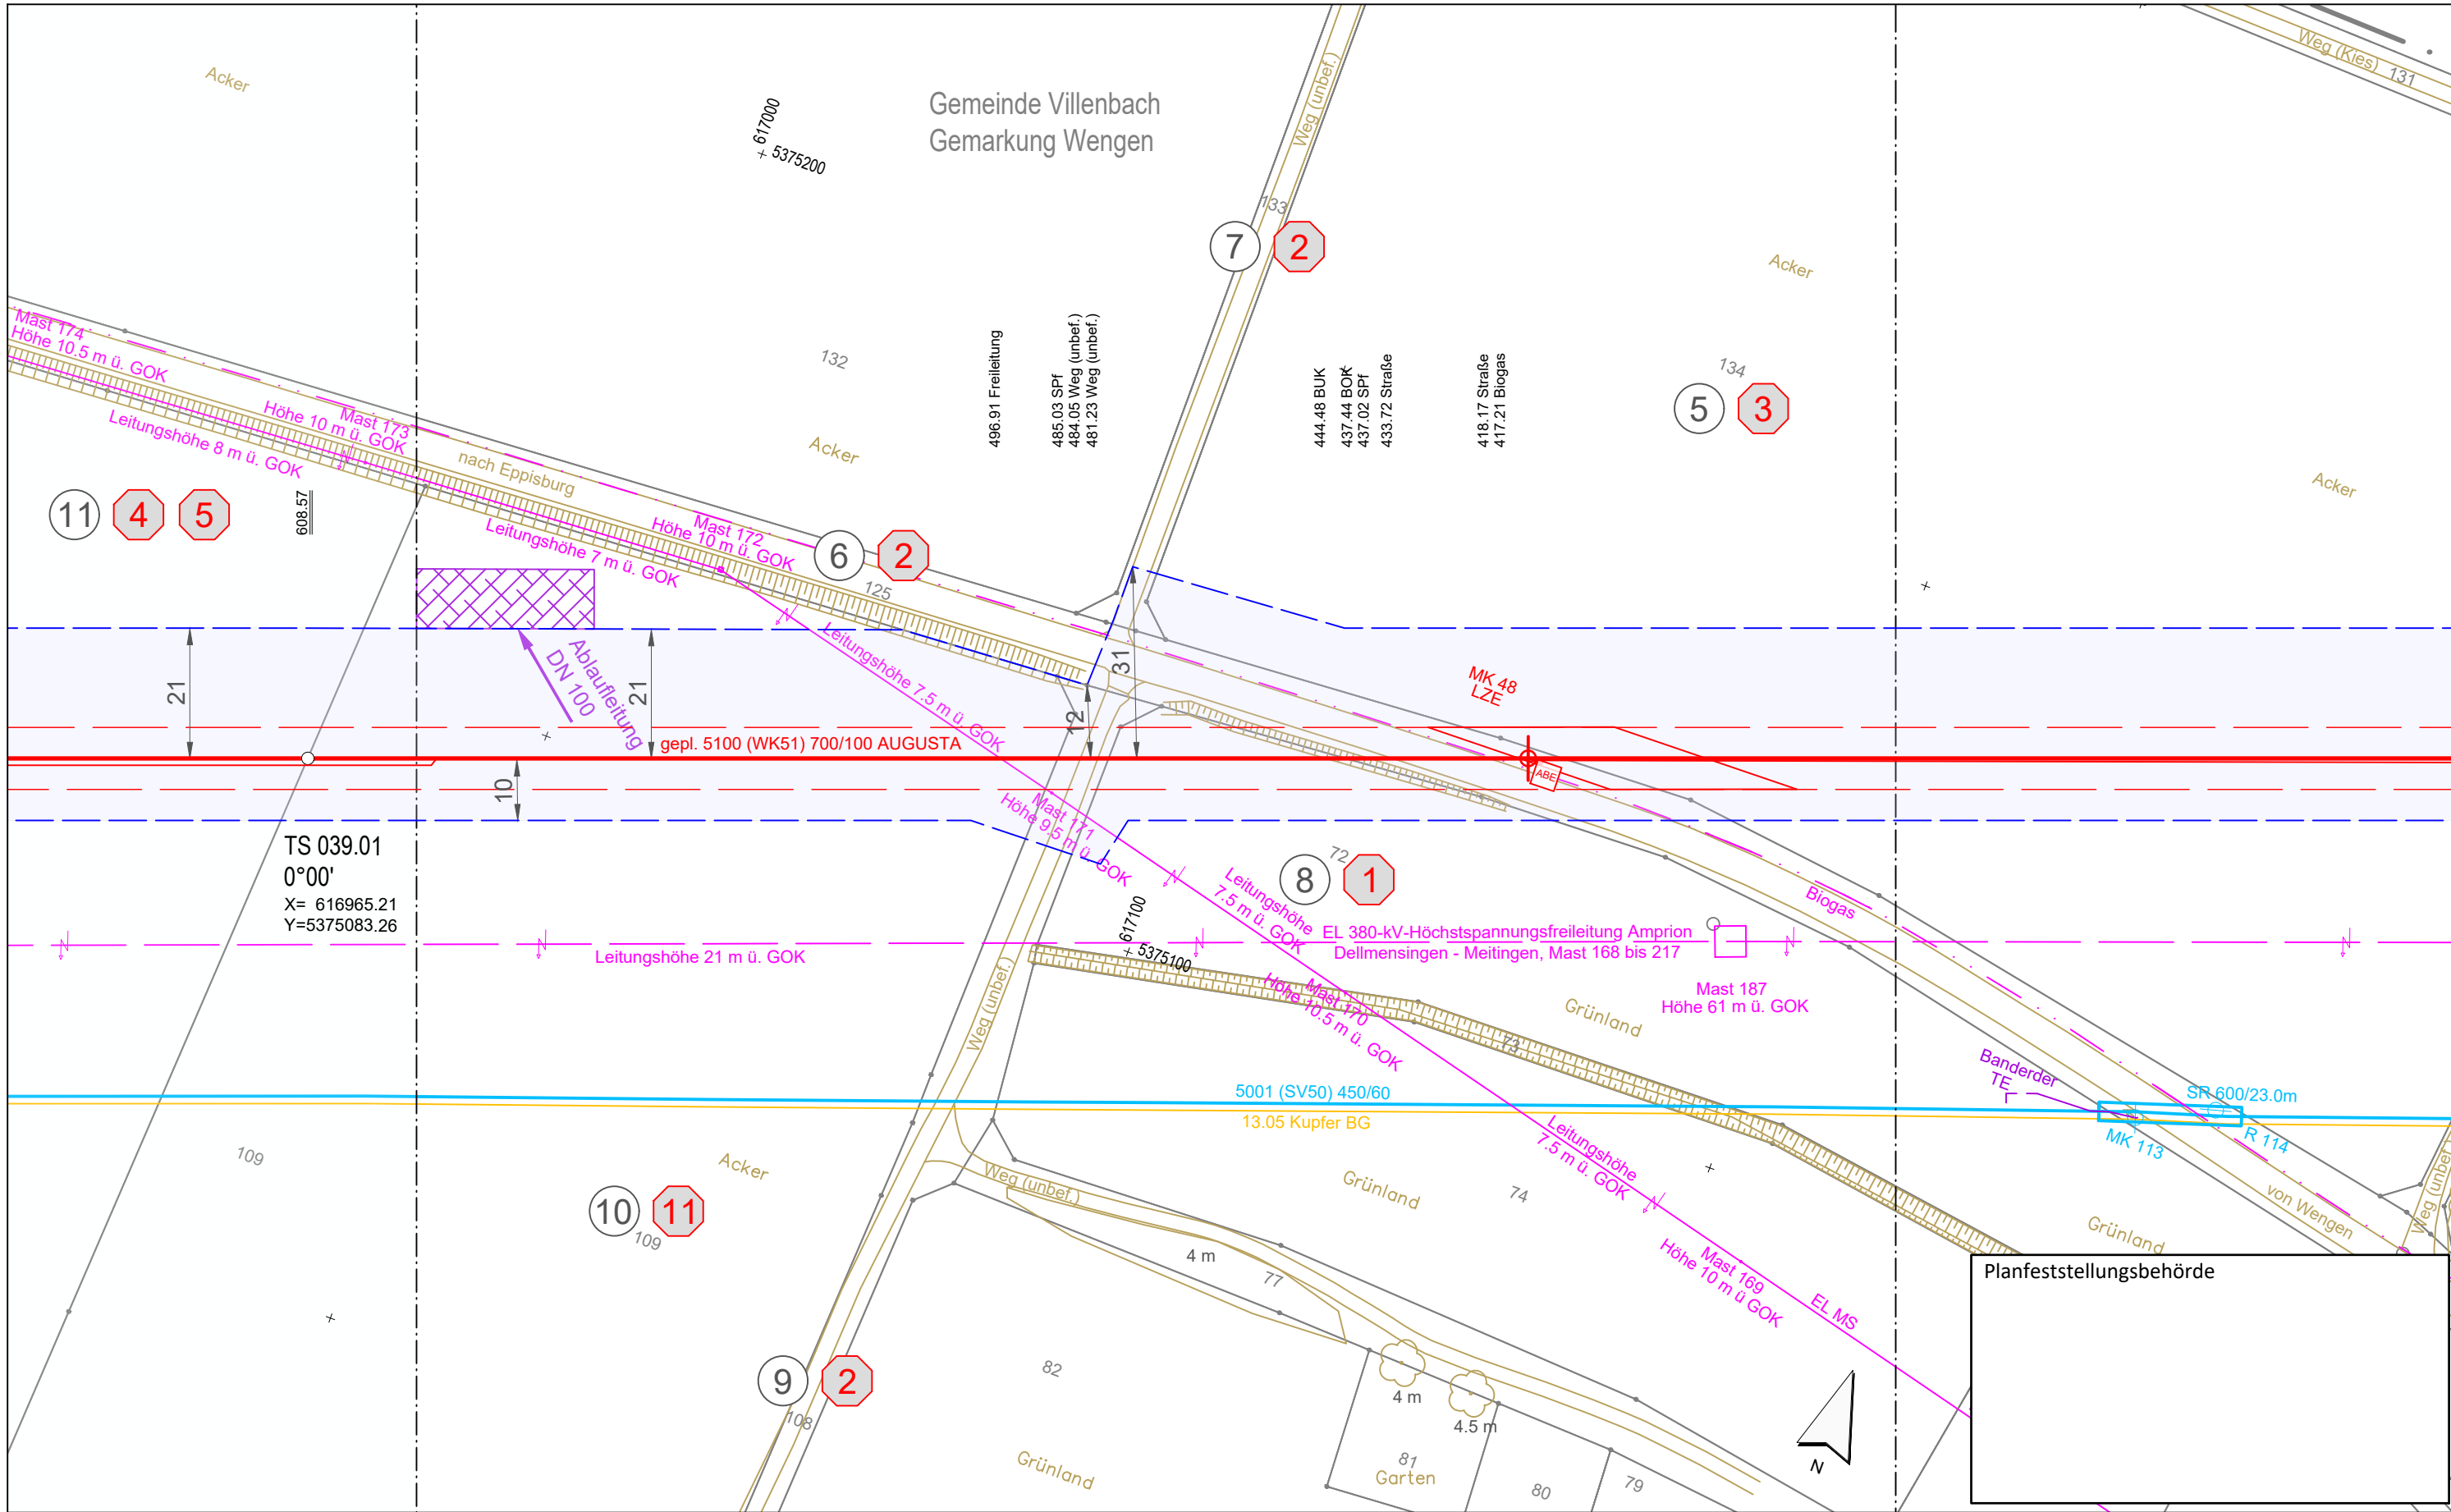 Acker
617000
+ 5375200
Gemeinde Villenbach
Gemarkung Wengen
Weg (unbef.)
Weg (Kies)
131
133
7
2
Acker
Mast 174
Höhe 10.5 m ü. GOK
Leitungshöhe 8 m ü. GOK
Mast 173
Höhe 10 m ü. GOK
nach Eppisburg
132
Acker
496.91 Freileitung
485.03 SPf
484.05 Weg (unbef.)
481.23 Weg (unbef.)
444.48 BUK
437.44 BOK
437.02 SPf
433.72 Straße
418.17 Straße
417.21 Biogas
134
5
3
Acker
11
4
5
608.57
Leitungshöhe 7 m ü. GOK
Mast 172
Höhe 10 m ü. GOK
6
2
125
21
Ablaufleitung
DN 100
21
Leitungshöhe 7.5 m ü. GOK
12
31
MK 48
LZE
gepl. 5100 (WK51) 700/100 AUGUSTA
ABE
10
Mast 171
Höhe 9.5 m ü. GOK
TS 039.01
0°00'
X= 616965.21
Y=5375083.26
72
8
1
Leitungshöhe
7.5 m ü. GOK
Biogas
617100
+ 5375100
EL 380-kV-Höchstspannungsfreileitung Amprion
Dellmensingen - Meitingen, Mast 168 bis 217
Leitungshöhe 21 m ü. GOK
Mast 187
Höhe 61 m ü. GOK
Mast 170
Höhe 10.5 m ü. GOK
Grünland
73
Weg (unbef.)
Banderder
TE
5001 (SV50) 450/60
13.05 Kupfer BG
SR 600/23.0m
MK 113
R 114
Leitungshöhe
7.5 m ü. GOK
109
Acker
Weg (unbef.)
Grünland
74
von Wengen
Weg (unbef.
Grünland
10
11
109
4 m
77
Mast 169
Höhe 10 m ü GOK
EL MS
Planfeststellungsbehörde
9
2
108
82
4 m
4.5 m
Grünland
81
Garten
80
79
N